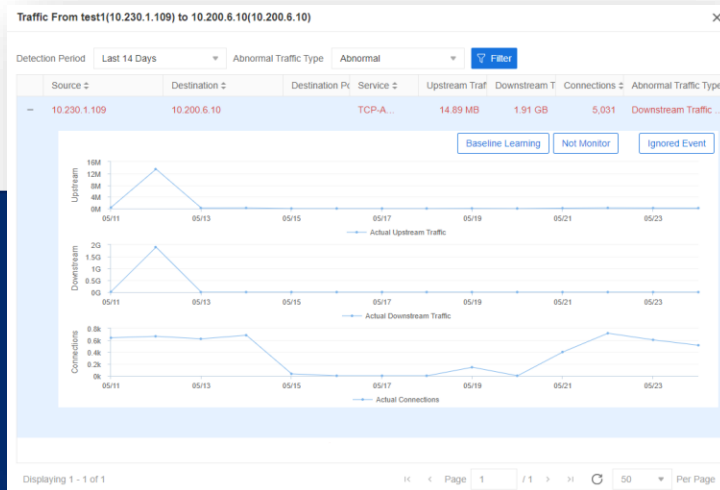 Traffic From test1(10.230.1.109) to 10.200.6.10(10.200.6.10)
Detection Period Last 14 Days Abnormal Traffic Type Abnormal Filter
Source Destination Destination Po Service Upstream Traf Downstream T Connections Abnormal Traffic Type
10.230.1.109 10.200.6.10 TCP-A... 14.89 MB 1.91 GB 5,031 Downstream Traffic ...
Baseline Learning Not Monitor Ignored Event
Upstream
16M
12M
8M
4M
0M
05/11 05/13 05/15 05/17 05/19 05/21 05/23
Actual Upstream Traffic
Downstream
2G
1.5G
1G
0.5G
0G
05/11 05/13 05/15 05/17 05/19 05/21 05/23
Actual Downstream Traffic
Connections
0.8k
0.6k
0.4k
0.2k
0k
05/11 05/13 05/15 05/17 05/19 05/21 05/23
Actual Connections
Displaying 1 - 1 of 1 Page 1 / 1 50 Per Page